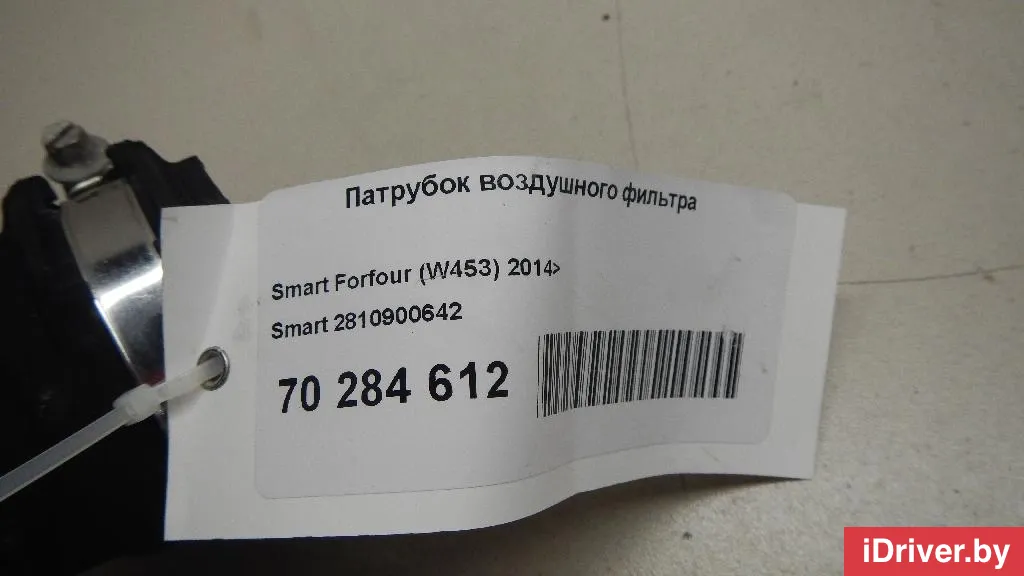 Патрубок воздушного фильтра
Smart Forfour (W453) 2014>
Smart 2810900642
70 284 612
iDriver.by